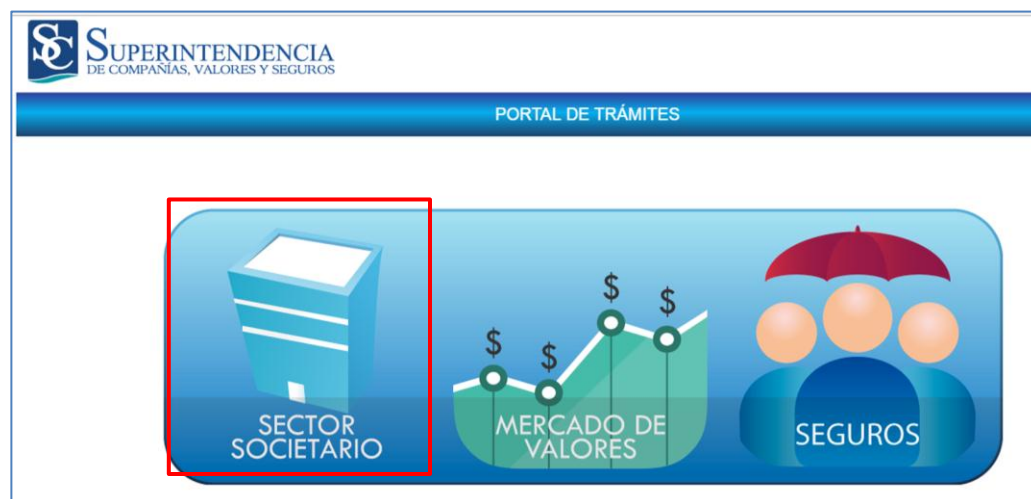 SC
SUPERINTENDENCIA
DE COMPAÑÍAS, VALORES Y SEGUROS
PORTAL DE TRÁMITES
$ $ $ $
SECTOR
SOCIETARIO
MERCADO DE
VALORES
SEGUROS